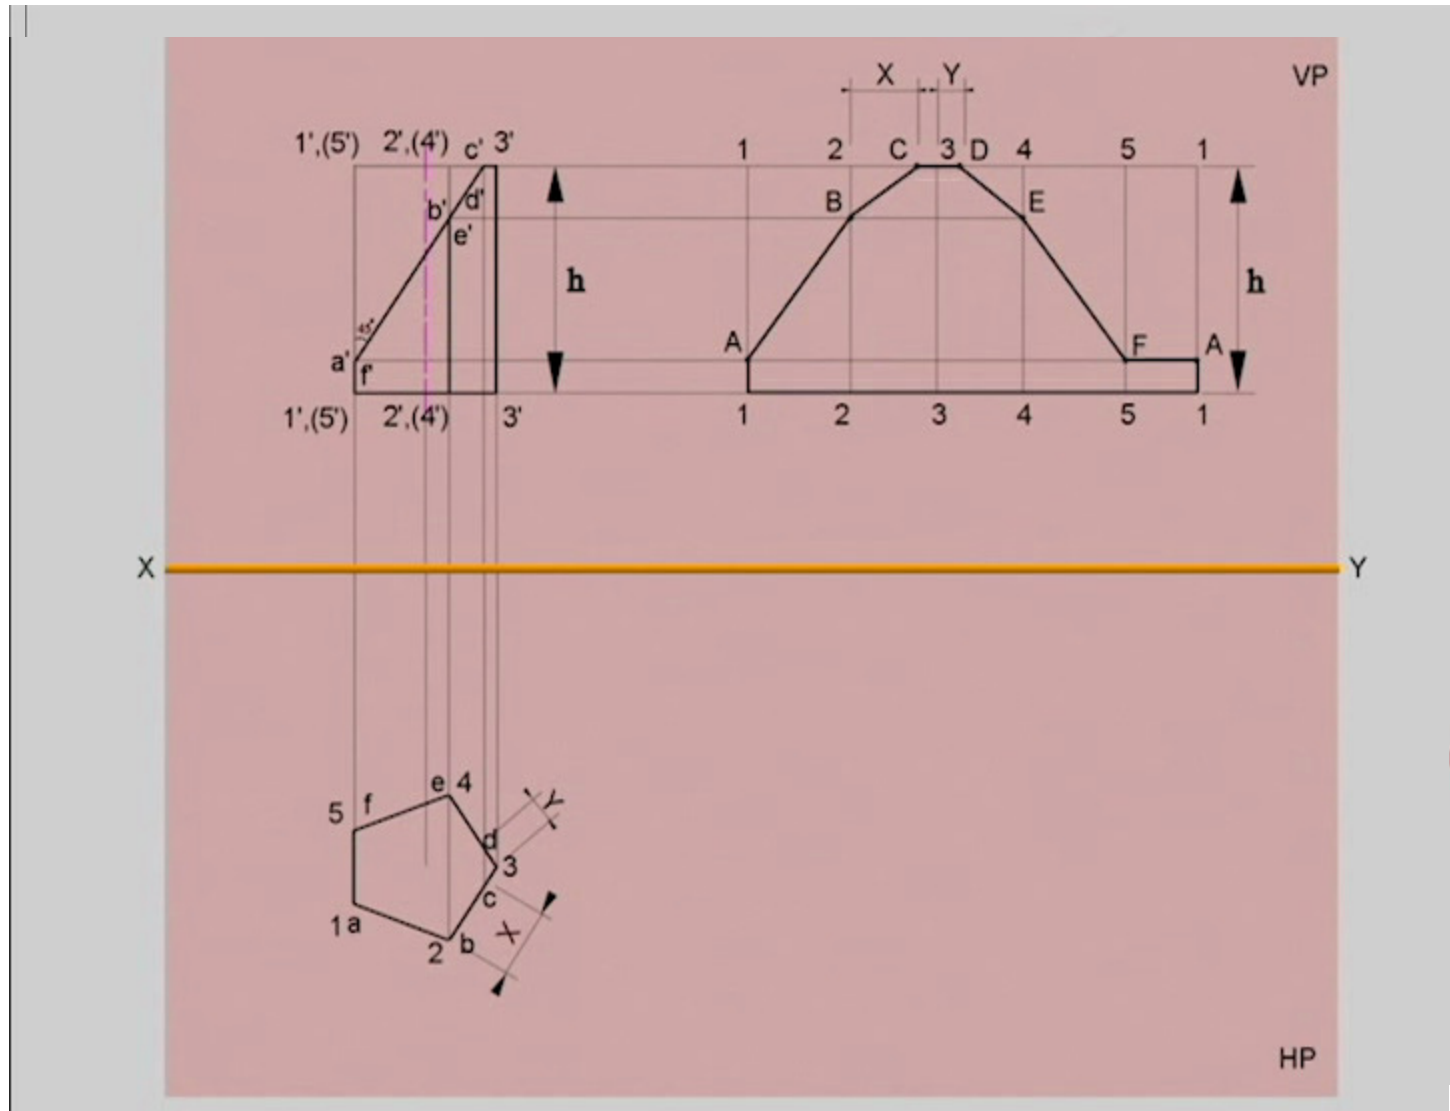 X Y VP
1',(5') 2',(4') c' 3' 1 2 C 3 D 4 5 1
b' d' B E
e'
h h
45°
a' A F A
f'
1',(5') 2',(4') 3' 1 2 3 4 5 1
X Y
e 4
5 f Y
d
3
c
1 a X
2 b
HP